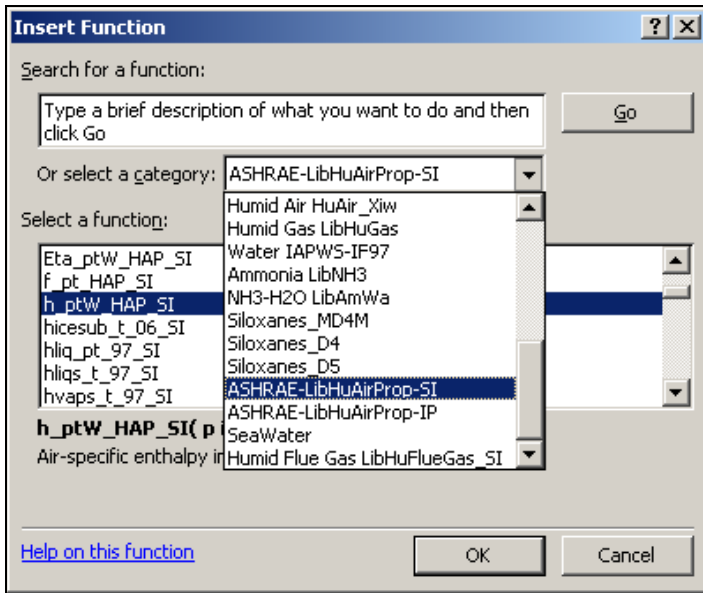 Insert Function
Search for a function:
Type a brief description of what you want to do and then
click Go
Go
Or select a category:
ASHRAE-LibHuAirProp-SI
Humid Air HuAir_Xiw
Humid Gas LibHuGas
Water IAPWS-IF97
Ammonia LibNH3
NH3-H2O LibAmWa
Siloxanes_MD4M
Siloxanes_D4
Siloxanes_D5
ASHRAE-LibHuAirProp-SI
ASHRAE-LibHuAirProp-IP
SeaWater
Humid Flue Gas LibHuFlueGas_SI
Select a function:
Eta_ptW_HAP_SI
f_pt_HAP_SI
h_ptW_HAP_SI
hicesub_t_06_SI
hliq_pt_97_SI
hliqs_t_97_SI
hvaps_t_97_SI
h_ptW_HAP_SI( p i
Air-specific enthalpy i
Help on this function
OK
Cancel